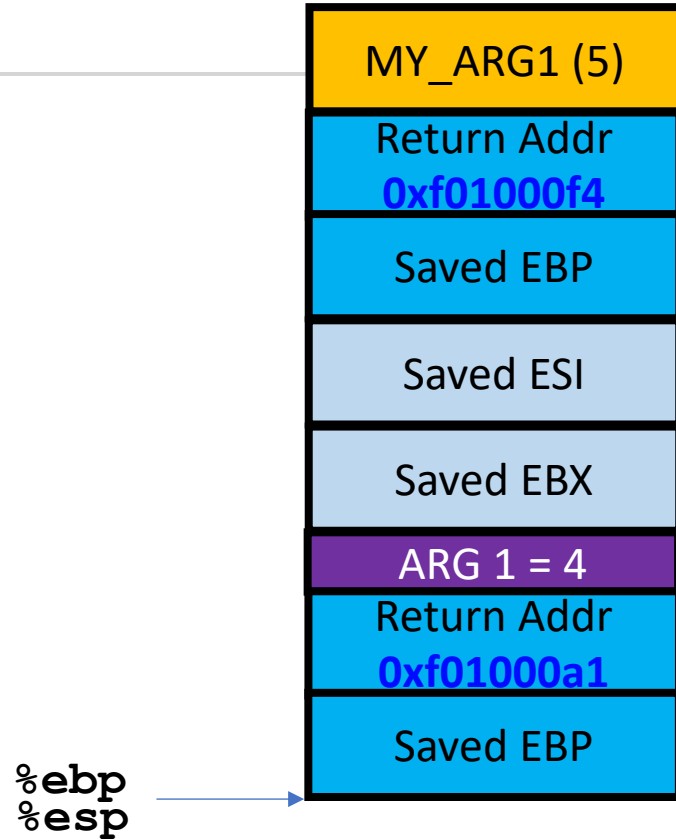 MY_ARG1 (5)
Return Addr
0xf01000f4
Saved EBP
Saved ESI
Saved EBX
ARG 1 = 4
Return Addr
0xf01000a1
Saved EBP
%ebp
%esp